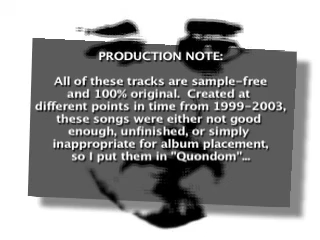 PRODUCTION NOTE:
All of these tracks are sample-free
and 100% original. Created at
different points in time from 1999-2003,
these songs were either not good
enough, unfinished, or simply
inappropriate for album placement,
so I put them in "Quondom"...